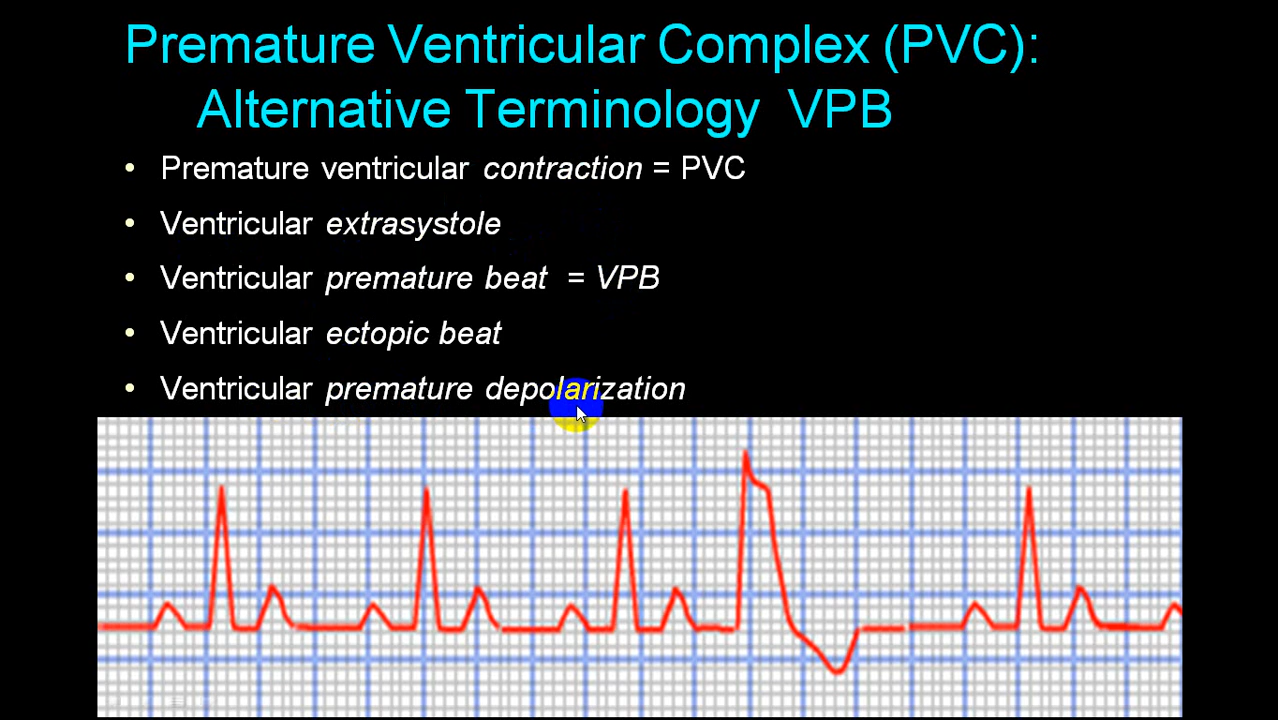 Premature Ventricular Complex (PVC):
Alternative Terminology VPB
• Premature ventricular contraction = PVC
• Ventricular extrasystole
• Ventricular premature beat = VPB
• Ventricular ectopic beat
• Ventricular premature depolarization